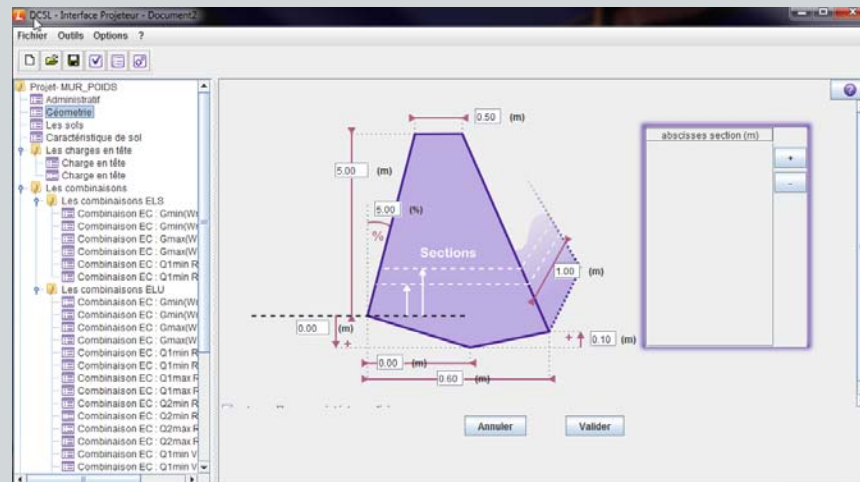 DCSL - Interface Projeteur - Document2
Fichier Outils Options ?
Projet- MUR_POIDS
Administratif
Géometrie
Les sols
Caractéristique de sol
Les charges en tête
Charge en tête
Charge en tête
Les combinaisons
Les combinaisons ELS
Combinaison EC : Gmin(W
Combinaison EC : Gmin(W
Combinaison EC : Gmax(W
Combinaison EC : Gmax(W
Combinaison EC : Q1min R
Combinaison EC : Q1min R
Les combinaisons ELU
Combinaison EC : Gmin(W
Combinaison EC : Gmin(W
Combinaison EC : Gmax(W
Combinaison EC : Gmax(W
Combinaison EC : Q1min R
Combinaison EC : Q1min R
Combinaison EC : Q1max R
Combinaison EC : Q1max R
Combinaison EC : Q2min R
Combinaison EC : Q2min R
Combinaison EC : Q2max R
Combinaison EC : Q2max R
Combinaison EC : Q1min V
Combinaison EC : Q1min V
0.50 (m)
5.00 (m)
5.00 (%)
%
Sections
1.00 (m)
0.00 (m)
+
+ 0.10 (m)
0.00 (m)
0.60 (m)
abscisses section (m)
+
-
?
Annuler Valider